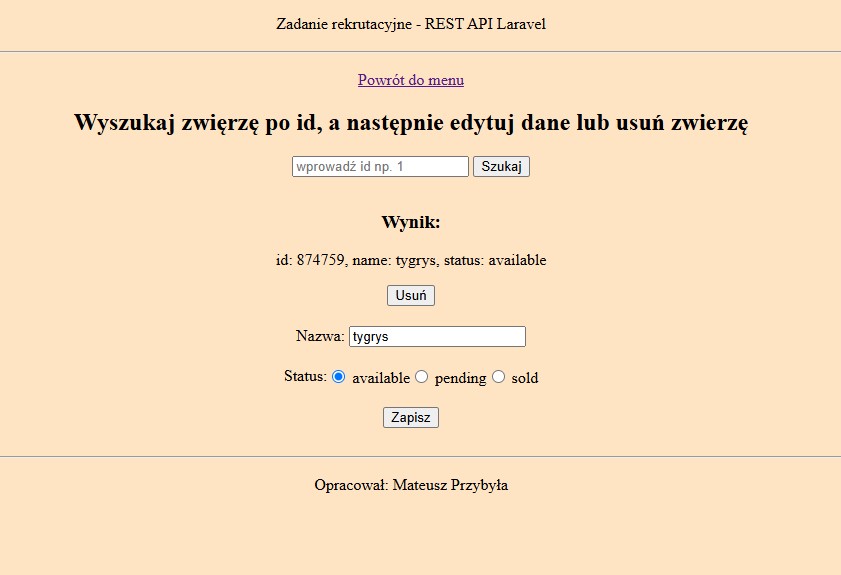 Zadanie rekrutacyjne - REST API Laravel
Powrót do menu
Wyszukaj zwięrzę po id, a następnie edytuj dane lub usuń zwierzę
wprowadź id np. 1 Szukaj
Wynik:
id: 874759, name: tygrys, status: available
Usuń
Nazwa: tygrys
Status: available pending sold
Zapisz
Opracował: Mateusz Przybyła